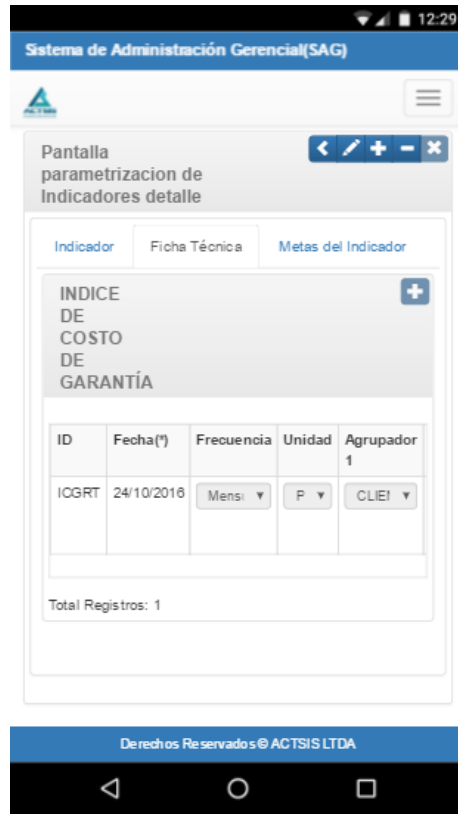 12:29
Sistema de Administración Gerencial(SAG)
ACTSIS
Pantalla
parametrizacion de
Indicadores detalle
Indicador Ficha Técnica Metas del Indicador
INDICE
DE
COSTO
DE
GARANTÍA
ID Fecha(*) Frecuencia Unidad Agrupador
1
ICGRT 24/10/2016 Mens P CLIE
Total Registros: 1
Derechos Reservados © ACTSIS LTDA